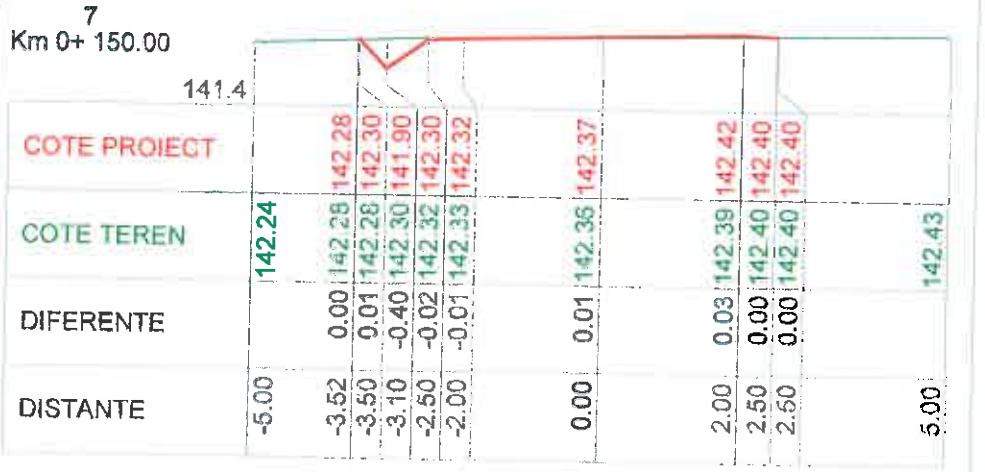 7
Km 0+ 150.00
141.4
COTE PROIECT 142.28 142.30 141.90 142.30 142.32 142.37 142.42 142.40 142.40
COTE TEREN 142.24 142.28 142.28 142.30 142.32 142.33 142.36 142.39 142.40 142.40 142.43
DIFERENTE 0.00 0.01 -0.40 -0.02 -0.01 0.01 0.03 0.00 0.00
DISTANTE -5.00 -3.52 -3.50 -3.10 -2.50 -2.00 0.00 2.00 2.50 2.50 5.00